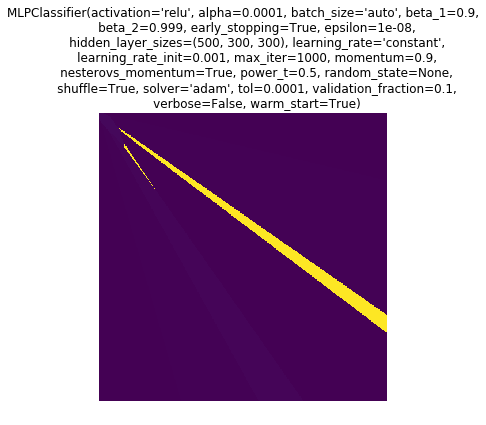 MLPClassifier(activation='relu', alpha=0.0001, batch_size='auto', beta_1=0.9,
beta_2=0.999, early_stopping=True, epsilon=1e-08,
hidden_layer_sizes=(500, 300, 300), learning_rate='constant',
learning_rate_init=0.001, max_iter=1000, momentum=0.9,
nesterovs_momentum=True, power_t=0.5, random_state=None,
shuffle=True, solver='adam', tol=0.0001, validation_fraction=0.1,
verbose=False, warm_start=True)